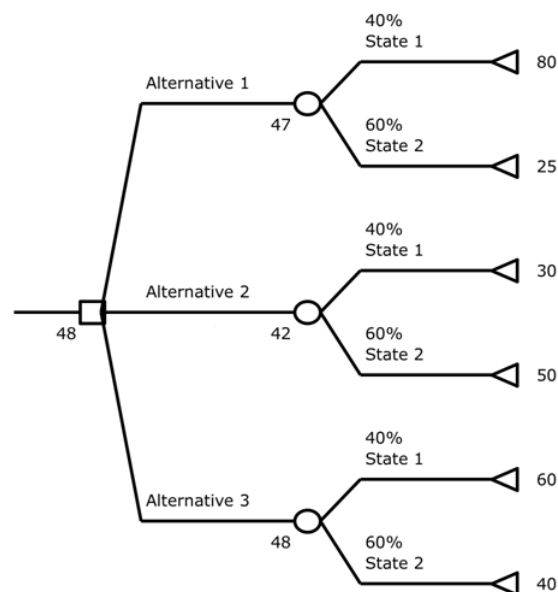 40%
State 1
80
Alternative 1
47
60%
State 2
25
40%
State 1
30
Alternative 2
48
42
60%
State 2
50
40%
State 1
60
Alternative 3
48
60%
State 2
40